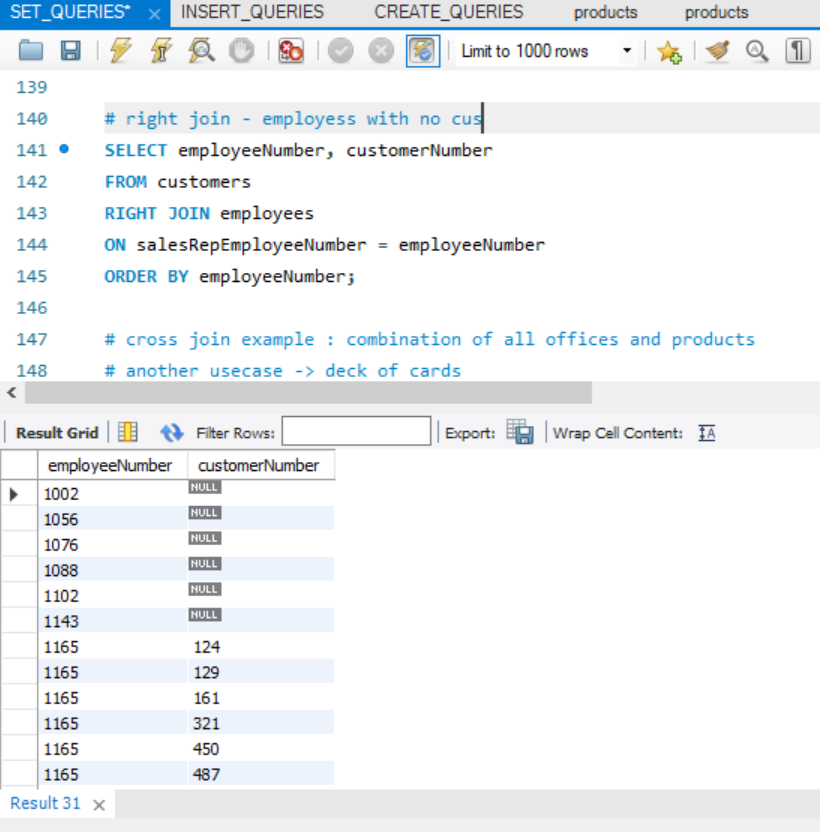 SET_QUERIES* × INSERT_QUERIES CREATE_QUERIES products products
Limit to 1000 rows
139
140 # right join - employess with no cus
141 SELECT employeeNumber, customerNumber
142 FROM customers
143 RIGHT JOIN employees
144 ON salesRepEmployeeNumber = employeeNumber
145 ORDER BY employeeNumber;
146
147 # cross join example : combination of all offices and products
148 # another usecase -> deck of cards
Result Grid Filter Rows: Export: Wrap Cell Content: IA
employeeNumber customerNumber
1002 NULL
1056 NULL
1076 NULL
1088 NULL
1102 NULL
1143 NULL
1165 124
1165 129
1165 161
1165 321
1165 450
1165 487
Result 31 ×